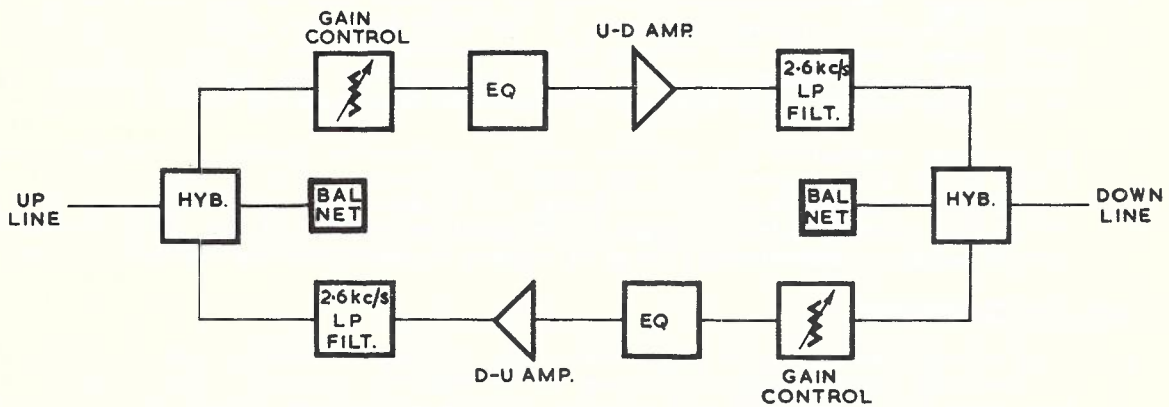 GAIN
CONTROL
U-D AMP.
EQ
2·6kc/s
LP
FILT.
UP
LINE
HYB.
BAL
NET
BAL
NET
HYB.
DOWN
LINE
2·6kc/s
LP
FILT.
D-U AMP.
EQ
GAIN
CONTROL